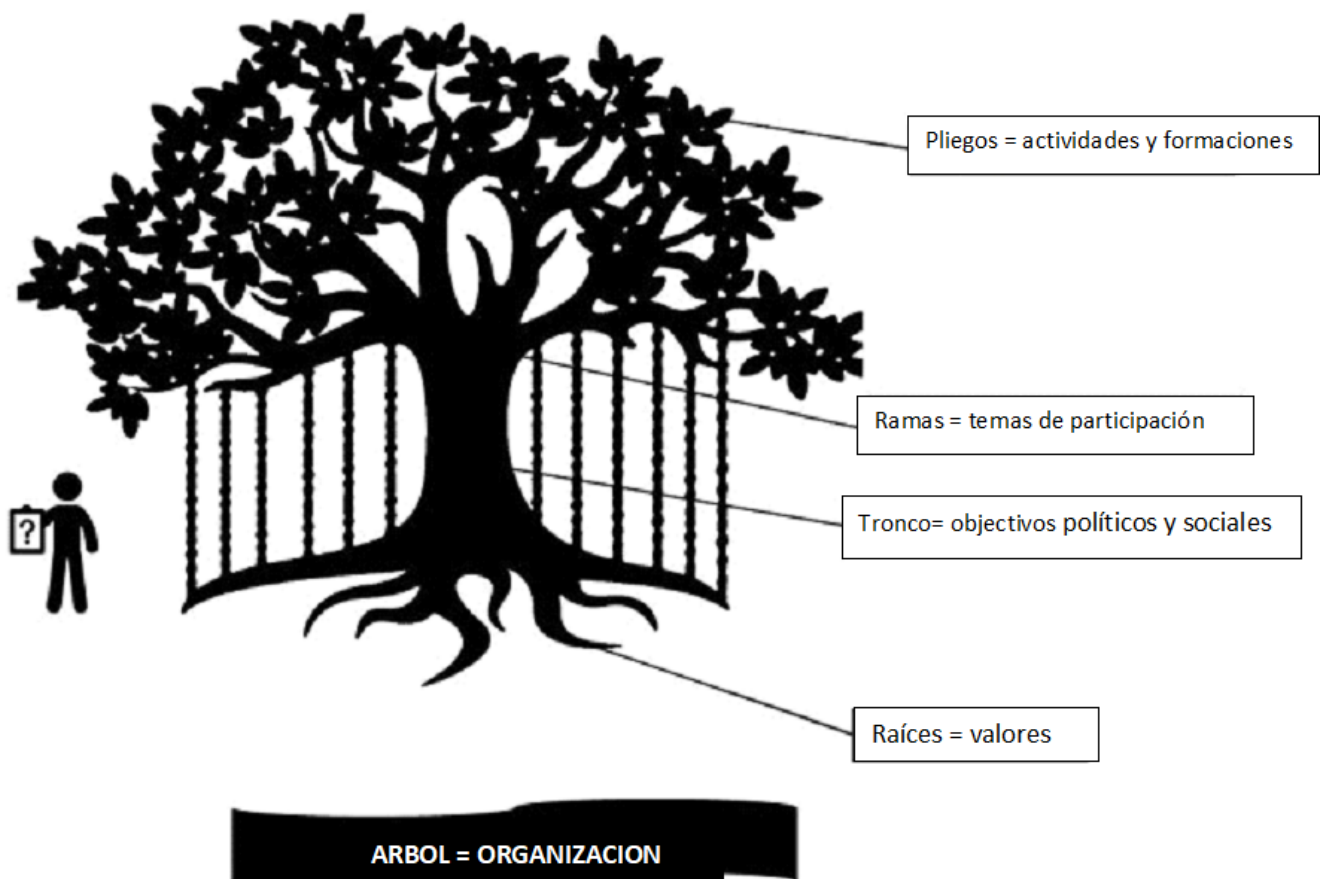 Pliegos = actividades y formaciones
Ramas = temas de participación
Tronco= objectivos políticos y sociales
?
Raíces = valores
ARBOL = ORGANIZACION